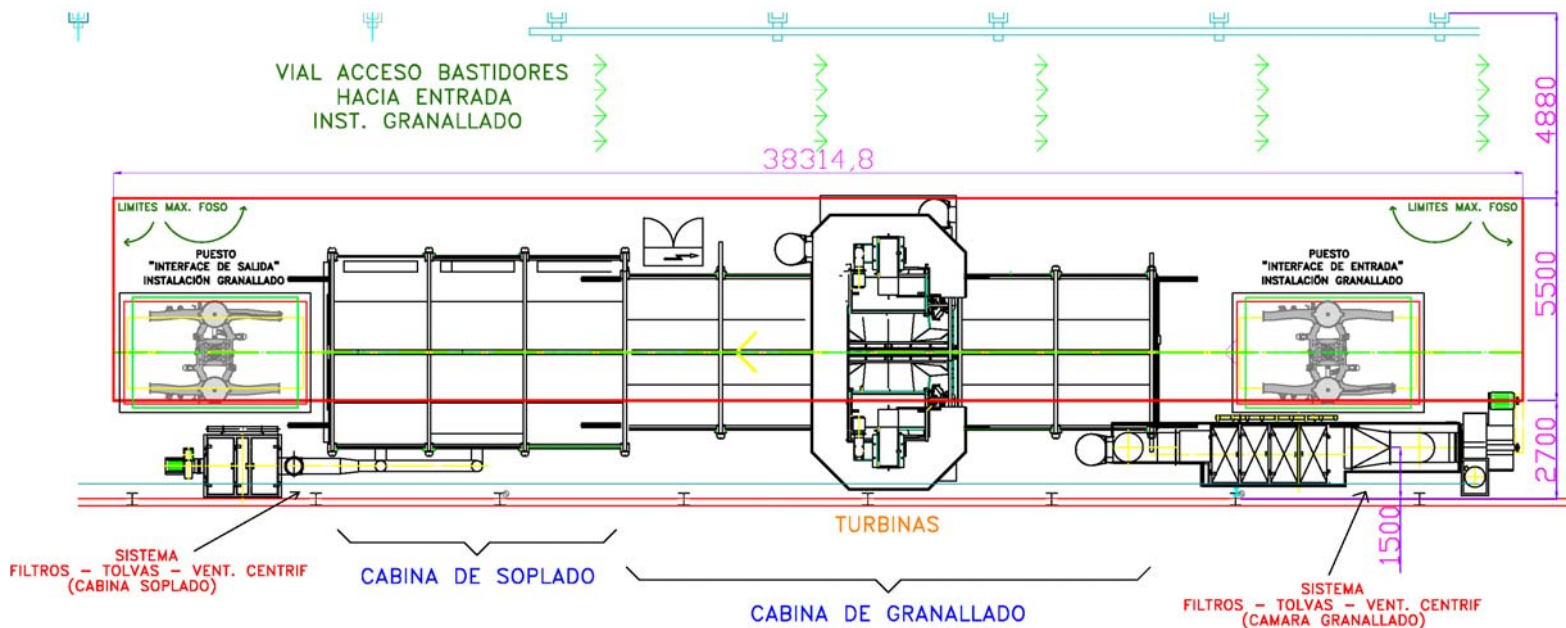 VIAL ACCESO BASTIDORES
HACIA ENTRADA
INST. GRANALLADO
4880
38314,8
LIMITES MAX. FOSO
LIMITES MAX. FOSO
PUESTO
"INTERFACE DE SALIDA"
INSTALACIÓN GRANALLADO
PUESTO
"INTERFACE DE ENTRADA"
INSTALACIÓN GRANALLADO
5500
2700
1500
TURBINAS
SISTEMA
FILTROS - TOLVAS - VENT. CENTRIF
(CABINA SOPLADO)
CABINA DE SOPLADO
CABINA DE GRANALLADO
SISTEMA
FILTROS - TOLVAS - VENT. CENTRIF
(CAMARA GRANALLADO)